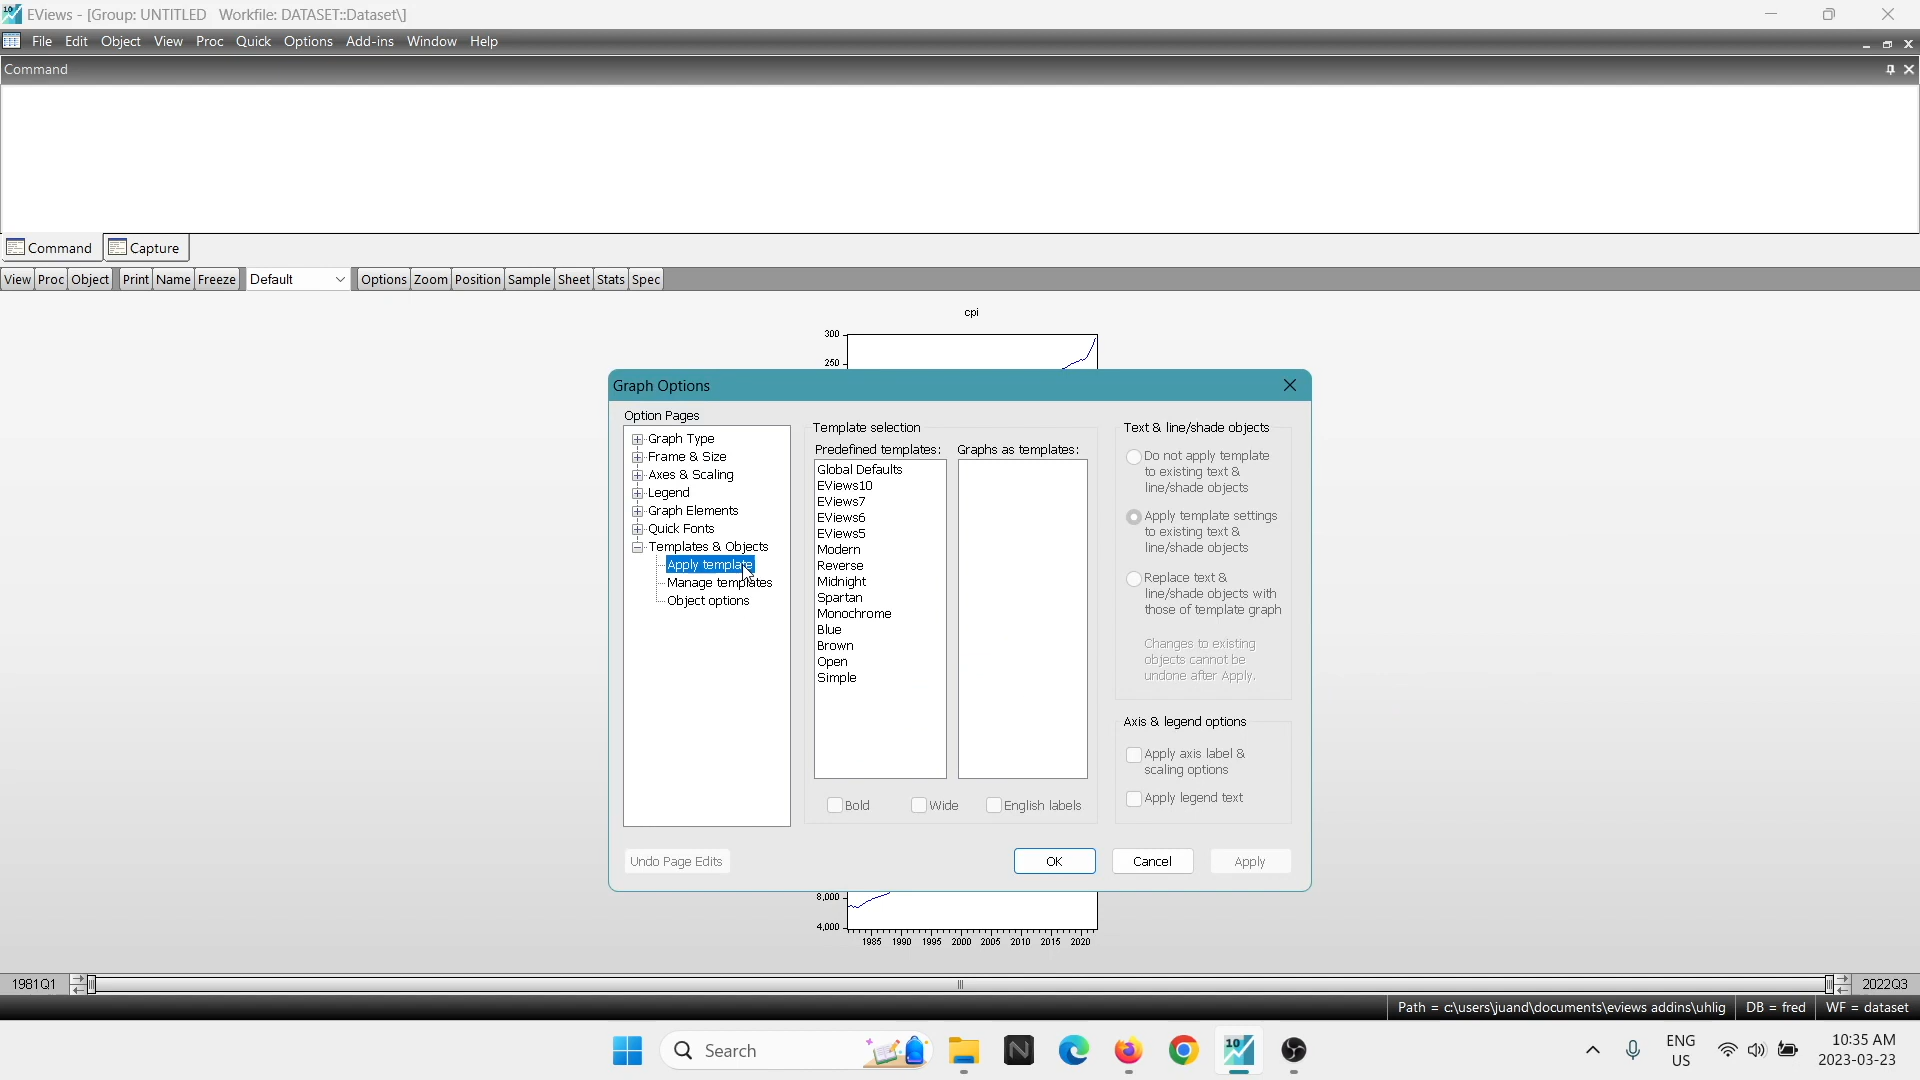 EViews - [Group: UNTITLED   Workfile: DATASET::Dataset\]
File Edit Object View Proc Quick Options Add-ins Window Help
Command
Command Capture
View Proc Object Print Name Freeze Default Options Zoom Position Sample Sheet Stats Spec
cpi
300
250
Graph Options
Option Pages
Graph Type
Frame & Size
Axes & Scaling
Legend
Graph Elements
Quick Fonts
Templates & Objects
Apply template
Manage templates
Object options
Template selection
Predefined templates:
Global Defaults
EViews10
EViews7
EViews6
EViews5
Modern
Reverse
Midnight
Spartan
Monochrome
Blue
Brown
Open
Simple
Graphs as templates:
Bold Wide English labels
Text & line/shade objects
Do not apply template
to existing text &
line/shade objects
Apply template settings
to existing text &
line/shade objects
Replace text &
line/shade objects with
those of template graph
Changes to existing
objects cannot be
undone after Apply.
Axis & legend options
Apply axis label &
scaling options
Apply legend text
Undo Page Edits OK Cancel Apply
8,000
4,000
1985 1990 1995 2000 2005 2010 2015 2020
1981Q1 2022Q3
Path = c:\users\juand\documents\eviews addins\uhlig DB = fred WF = dataset
Search
10
ENG
US
10:35 AM
2023-03-23